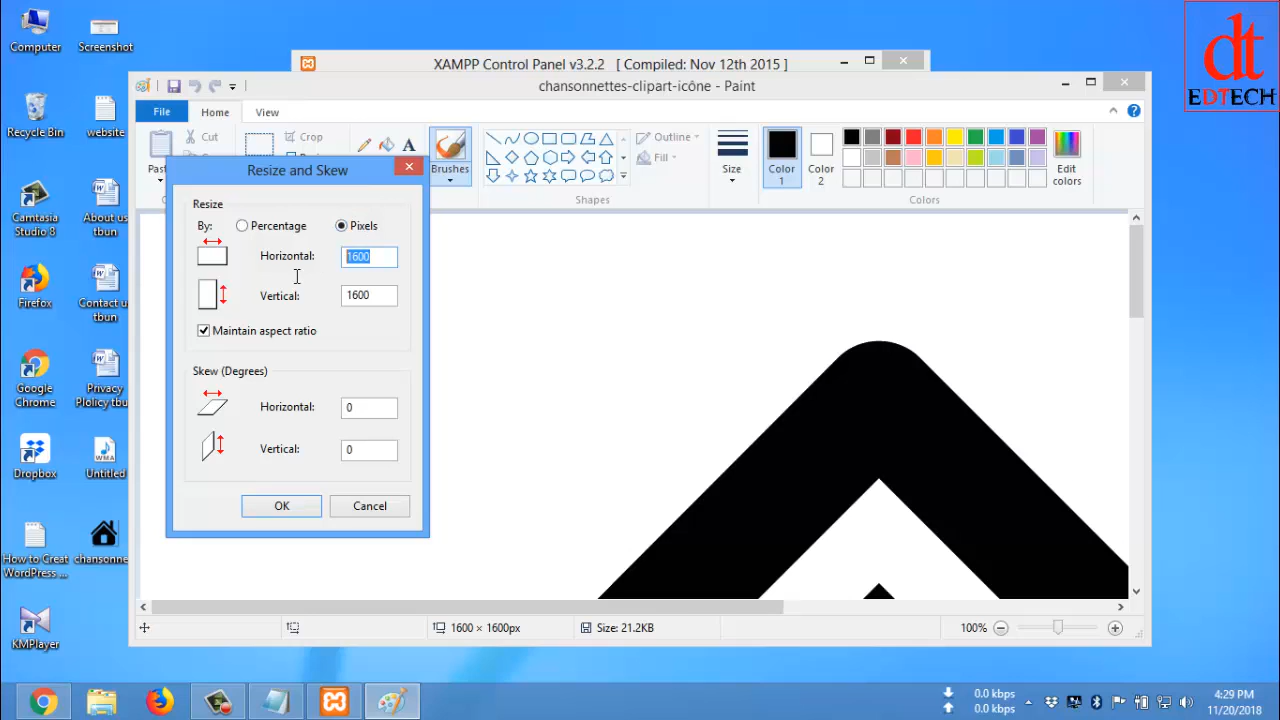 Computer
Screenshot
Recycle Bin
website
Camtasia
Studio 8
About us
tbun
Firefox
Contact u
tbun
Google
Chrome
Privacy
Plolicy tbu
Dropbox
Untitled
How to Creat
WordPress ...
chansonne
KMPlayer
XAMPP Control Panel v3.2.2 [ Compiled: Nov 12th 2015 ]
chansonnettes-clipart-icône - Paint
File
Home
View
Past
Cut
Crop
Brushes
Outline
Fill
Shapes
Size
Color
1
Color
2
Edit
colors
Colors
Resize and Skew
Resize
By:
Percentage
Pixels
Horizontal:
1600
Vertical:
1600
Maintain aspect ratio
Skew (Degrees)
Horizontal:
0
Vertical:
0
OK
Cancel
1600 × 1600px
Size: 21.2KB
100%
dt
EDTECH
0.0 kbps
0.0 kbps
4:29 PM
11/20/2018